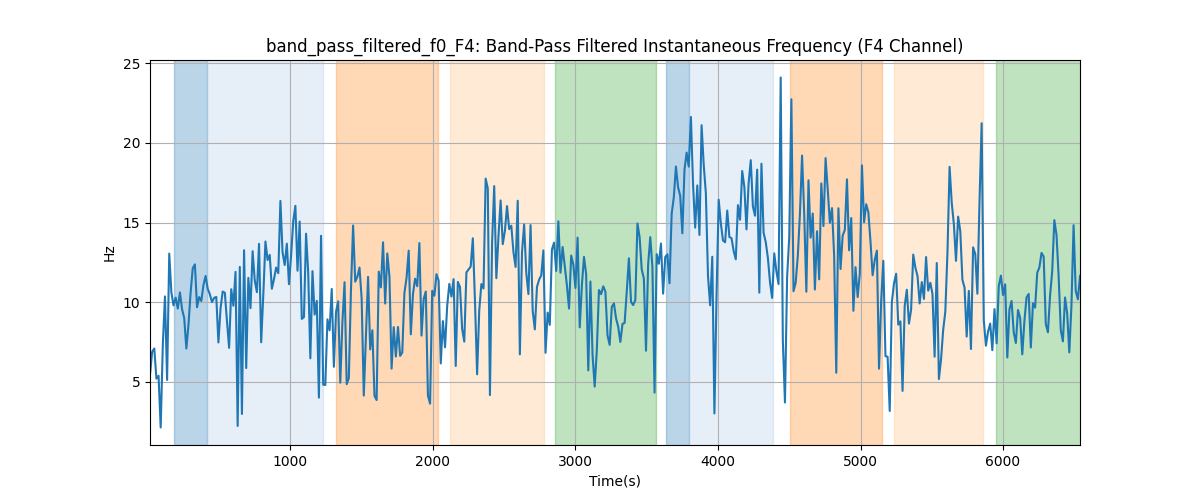 band_pass_filtered_f0_F4: Band-Pass Filtered Instantaneous Frequency (F4 Channel)
25
20
15
10
5
Hz
1000 2000 3000 4000 5000 6000
Time(s)